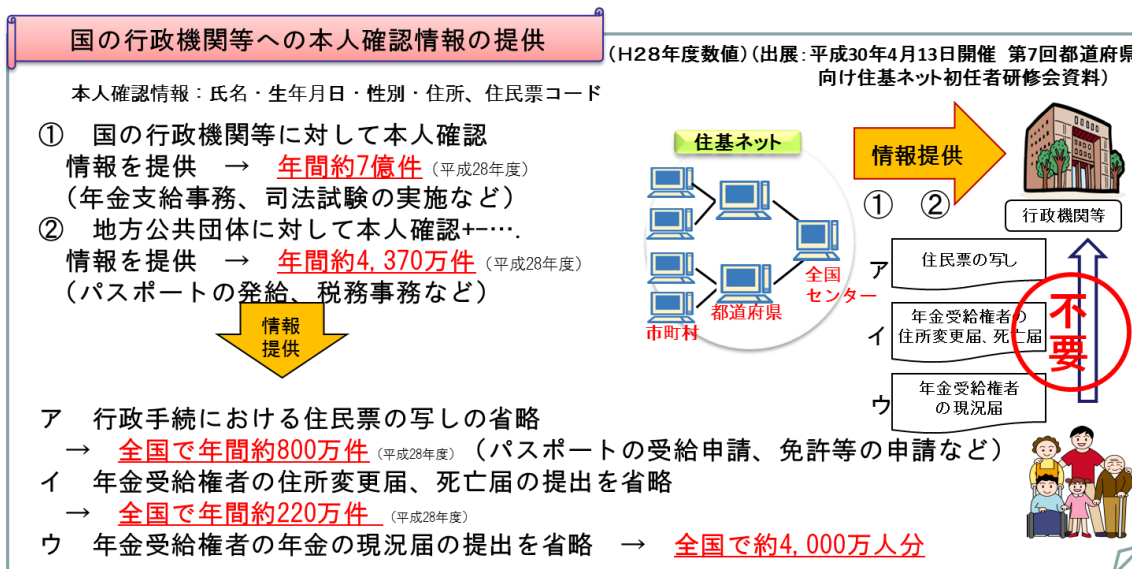 国の行政機関等への本人確認情報の提供
(H28年度数値)(出展:平成30年4月13日開催 第7回都道府県
向け住基ネット初任者研修会資料)
本人確認情報:氏名・生年月日・性別・住所、住民票コード
① 国の行政機関等に対して本人確認
情報を提供 → 年間約7億件(平成28年度)
(年金支給事務、司法試験の実施など)
② 地方公共団体に対して本人確認+-….
情報を提供 → 年間約4,370万件(平成28年度)
(パスポートの発給、税務事務など)
情報
提供
住基ネット
市町村
都道府県
全国
センター
情報提供
① ②
行政機関等
ア 住民票の写し
イ 年金受給権者の
住所変更届、死亡届
ウ 年金受給権者
の現況届
不
要
ア 行政手続における住民票の写しの省略
→ 全国で年間約800万件(平成28年度)(パスポートの受給申請、免許等の申請など)
イ 年金受給権者の住所変更届、死亡届の提出を省略
→ 全国で年間約220万件(平成28年度)
ウ 年金受給権者の年金の現況届の提出を省略 → 全国で約4,000万人分